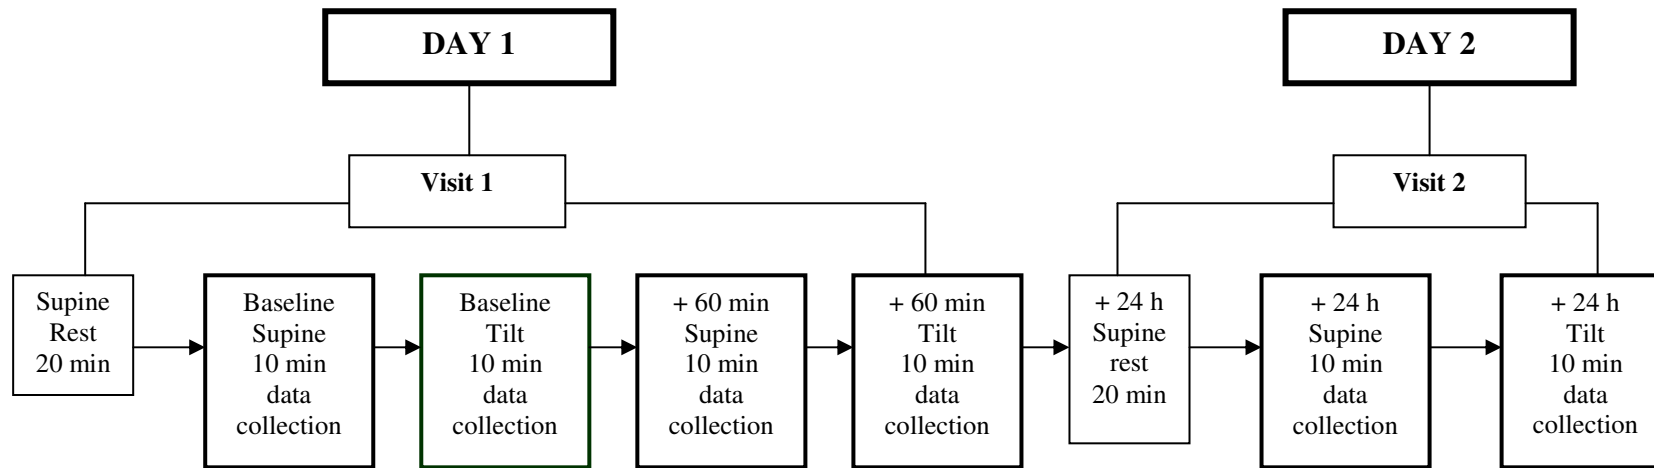 DAY 1
DAY 2
Visit 1
Visit 2
Supine
Rest
20 min
Baseline
Supine
10 min
data
collection
Baseline
Tilt
10 min
data
collection
+ 60 min
Supine
10 min
data
collection
+ 60 min
Tilt
10 min
data
collection
+ 24 h
Supine
rest
20 min
+ 24 h
Supine
10 min
data
collection
+ 24 h
Tilt
10 min
data
collection